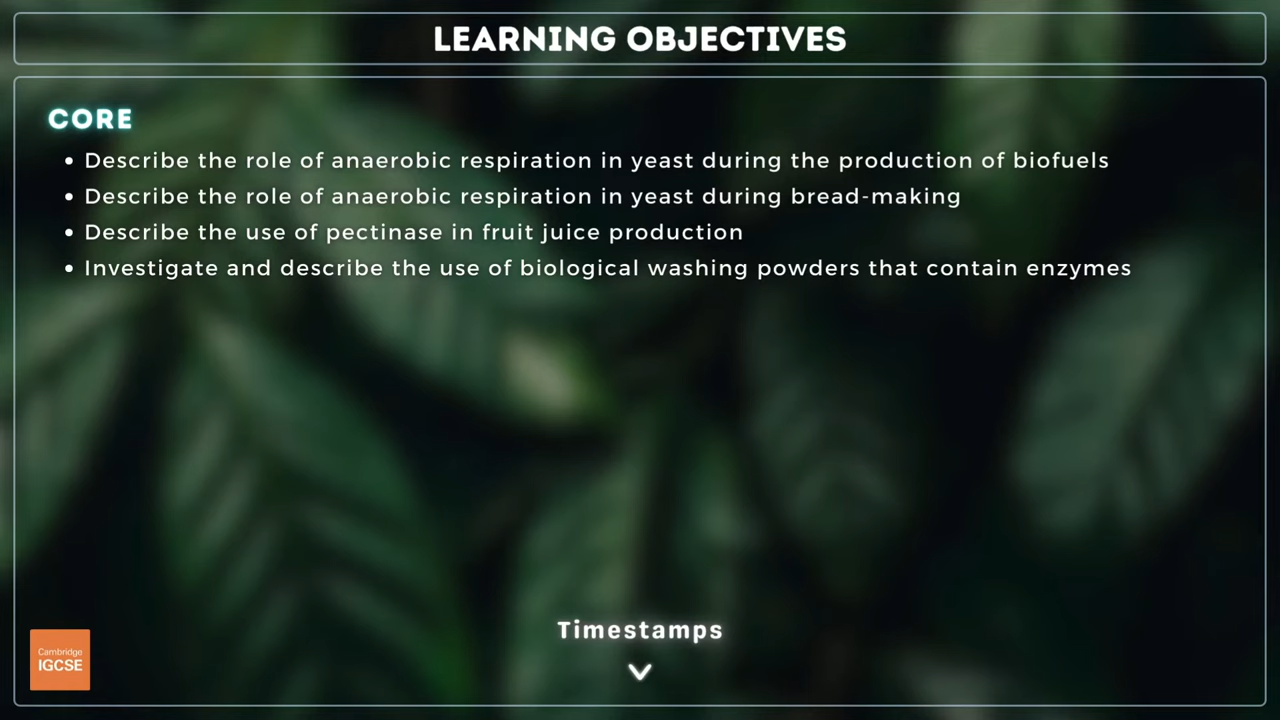 LEARNING OBJECTIVES
CORE
• Describe the role of anaerobic respiration in yeast during the production of biofuels
• Describe the role of anaerobic respiration in yeast during bread-making
• Describe the use of pectinase in fruit juice production
• Investigate and describe the use of biological washing powders that contain enzymes
Timestamps
Cambridge
IGCSE